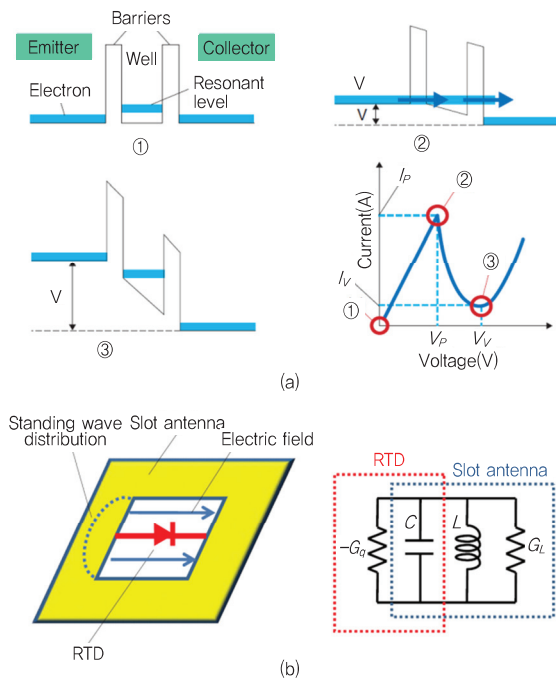 Barriers
Emitter
Collector
Well
Electron
Resonant
level
①
V
V
②
V
③
Current(A)
I_P
I_V
②
③
①
V_P
V_V
Voltage(V)
(a)
Standing wave
distribution
Slot antenna
Electric field
RTD
RTD
Slot antenna
-G_q
C
L
G_L
(b)